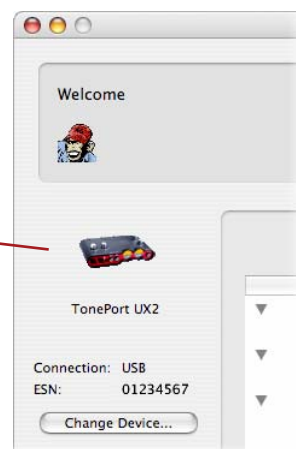 Welcome
TonePort UX2
Connection: USB
ESN: 01234567
Change Device...